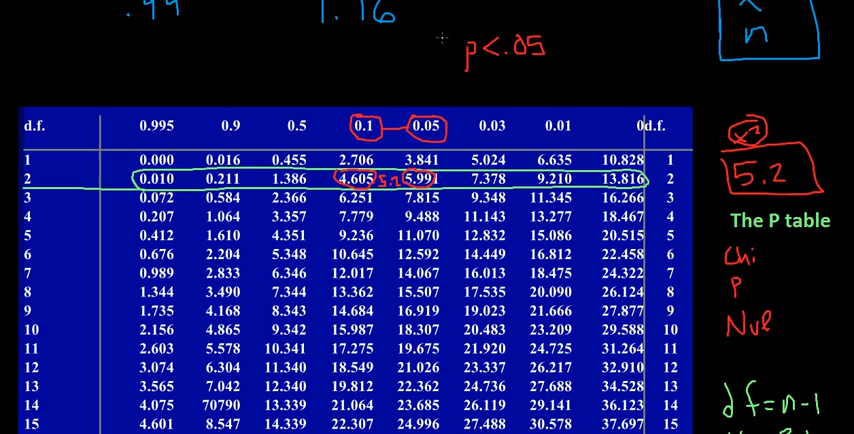 .99 1.16
p<.05
n
d.f. 0.995 0.9 0.5 0.1 0.05 0.03 0.01 0 d.f.
1 0.000 0.016 0.455 2.706 3.841 5.024 6.635 10.828 1
2 0.010 0.211 1.386 4.605 5.2 5.991 7.378 9.210 13.816 2
3 0.072 0.584 2.366 6.251 7.815 9.348 11.345 16.266 3
4 0.207 1.064 3.357 7.779 9.488 11.143 13.277 18.467 4
5 0.412 1.610 4.351 9.236 11.070 12.832 15.086 20.515 5
6 0.676 2.204 5.348 10.645 12.592 14.449 16.812 22.458 6
7 0.989 2.833 6.346 12.017 14.067 16.013 18.475 24.322 7
8 1.344 3.490 7.344 13.362 15.507 17.535 20.090 26.124 8
9 1.735 4.168 8.343 14.684 16.919 19.023 21.666 27.877 9
10 2.156 4.865 9.342 15.987 18.307 20.483 23.209 29.588 10
11 2.603 5.578 10.341 17.275 19.675 21.920 24.725 31.264 11
12 3.074 6.304 11.340 18.549 21.026 23.337 26.217 32.910 12
13 3.565 7.042 12.340 19.812 22.362 24.736 27.688 34.528 13
14 4.075 70790 13.339 21.064 23.685 26.119 29.141 36.123 14
15 4.601 8.547 14.339 22.307 24.996 27.488 30.578 37.697 15
x²
5.2
The P table
Chi
P
Nul
df=n-1